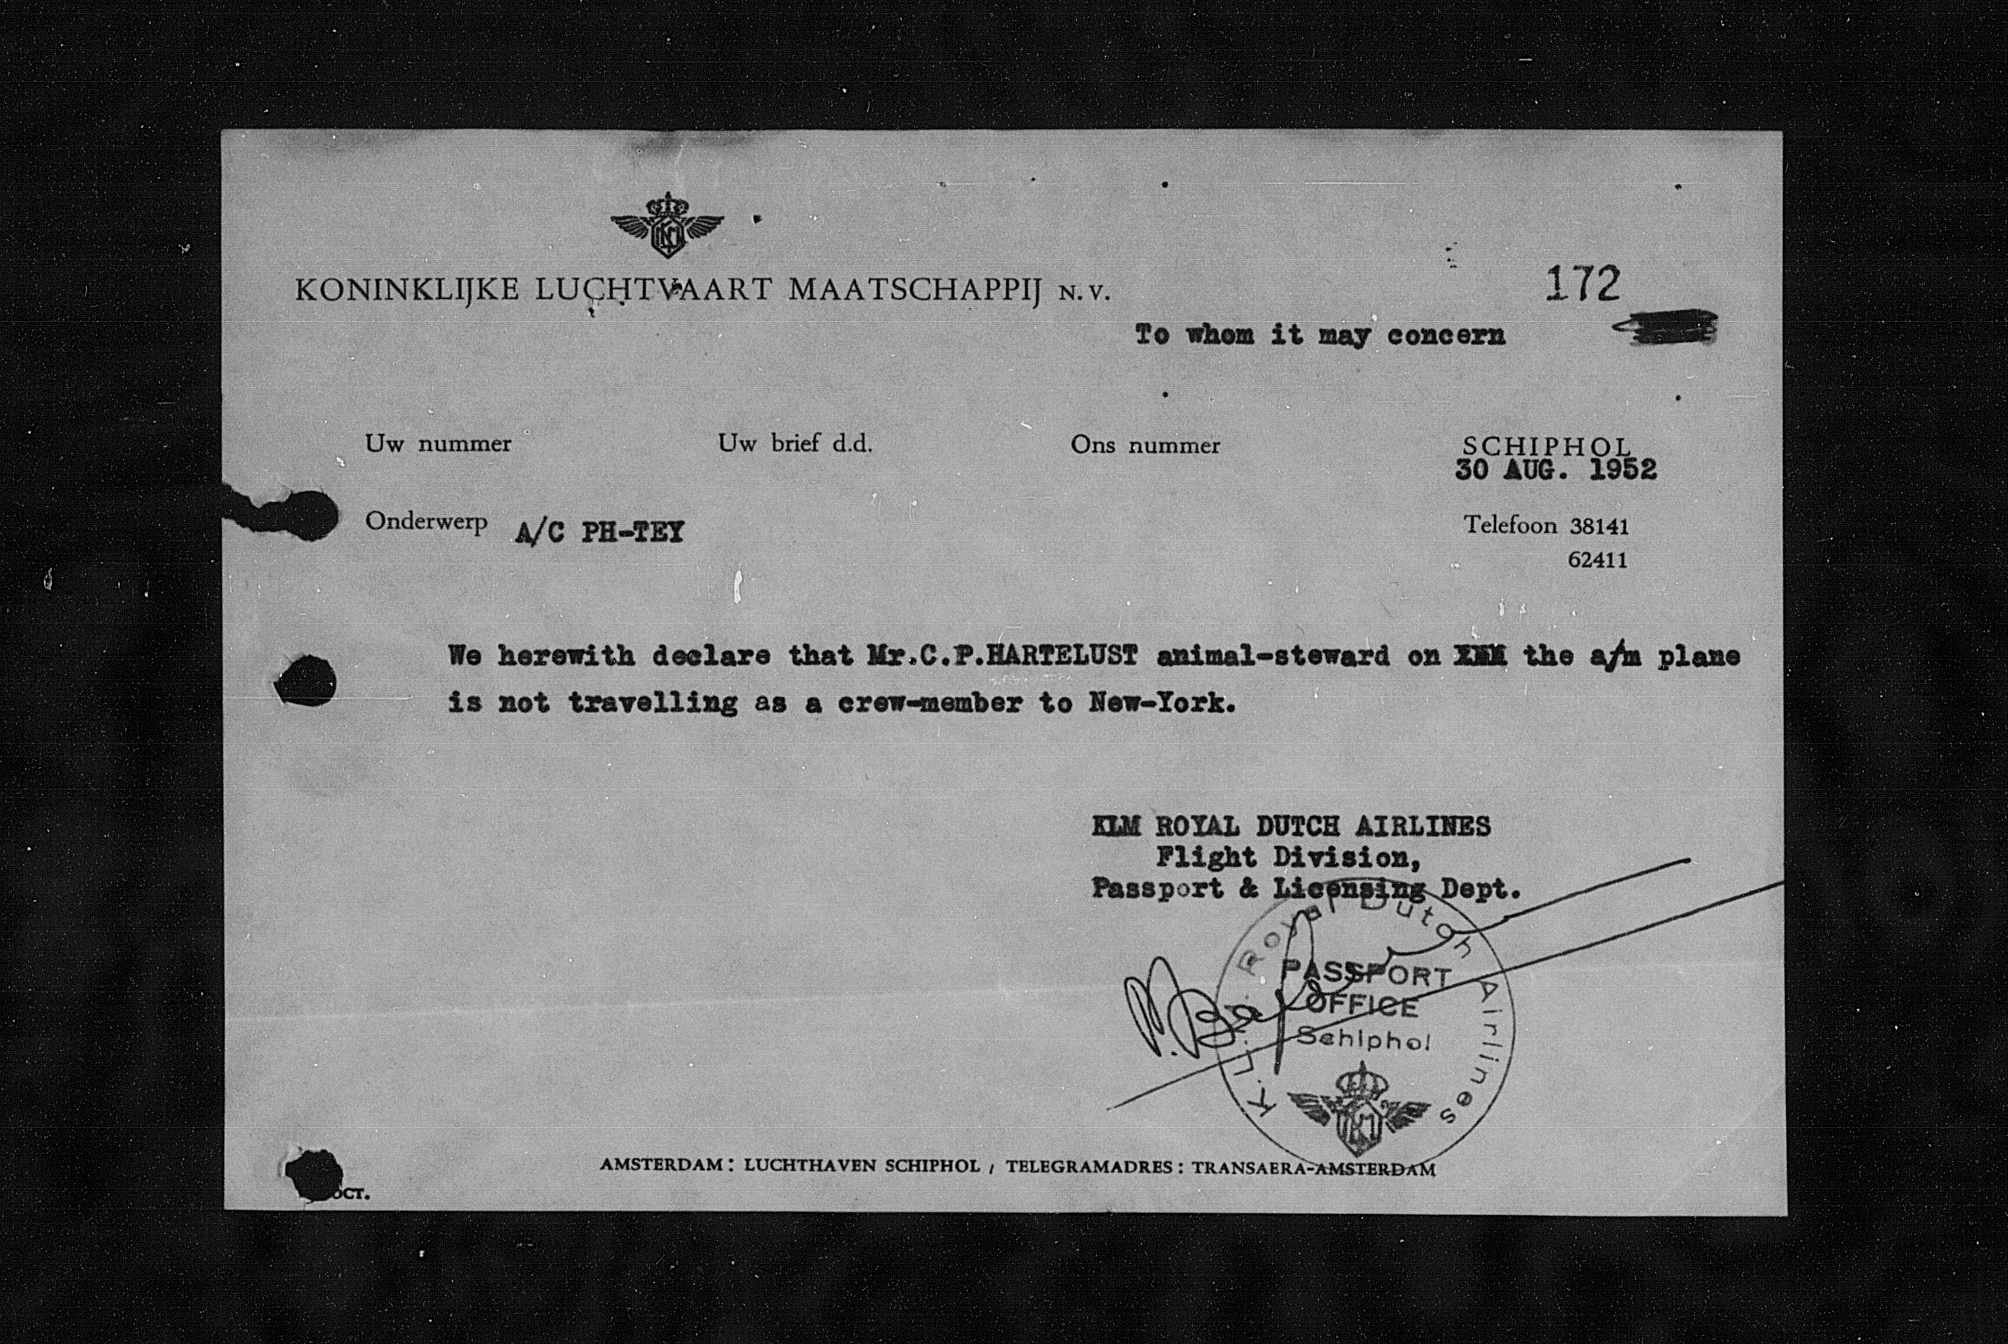 KONINKLIJKE LUCHTVAART MAATSCHAPPIJ N.V.
172
To whom it may concern
Uw nummer Uw brief d.d. Ons nummer SCHIPHOL
30 AUG. 1952
Onderwerp A/C PH-TEY Telefoon 38141
62411
We herewith declare that Mr.C.P.HARTELUST animal-steward on the a/m plane
is not travelling as a crew-member to New-York.
KLM ROYAL DUTCH AIRLINES
Flight Division,
Passport & Licensing Dept.
K.L.M. Royal Dutch Airlines
PASSPORT
OFFICE
Schiphol
AMSTERDAM: LUCHTHAVEN SCHIPHOL / TELEGRAMADRES: TRANSAERA-AMSTERDAM
OCT.